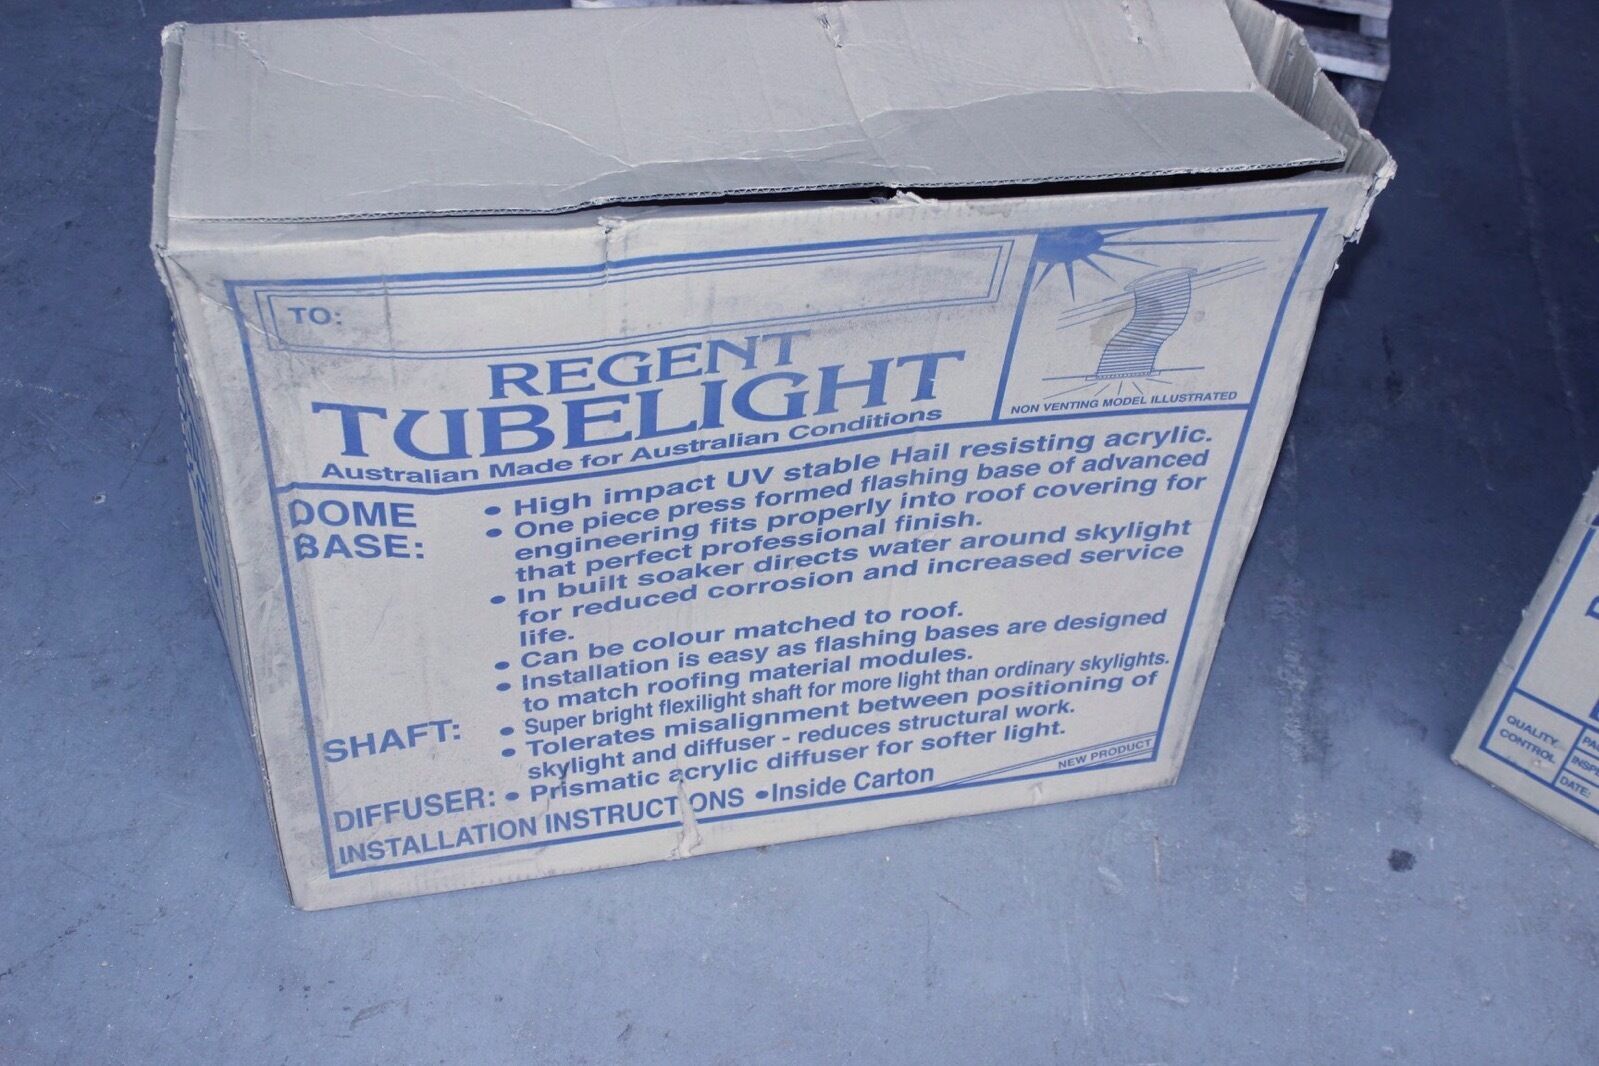 TO:
REGENT
TUBELIGHT
Australian Made for Australian Conditions
NON VENTING MODEL ILLUSTRATED
DOME
BASE:
• High impact UV stable Hail resisting acrylic.
• One piece press formed flashing base of advanced
engineering fits properly into roof covering for
that perfect professional finish.
• In built soaker directs water around skylight
for reduced corrosion and increased service
life.
• Can be colour matched to roof.
• Installation is easy as flashing bases are designed
to match roofing material modules.
SHAFT: • Super bright flexilight shaft for more light than ordinary skylights.
• Tolerates misalignment between positioning of
skylight and diffuser - reduces structural work.
DIFFUSER: • Prismatic acrylic diffuser for softer light.
INSTALLATION INSTRUCTIONS • Inside Carton
NEW PRODUCT
QUALITY
CONTROL
DATE: